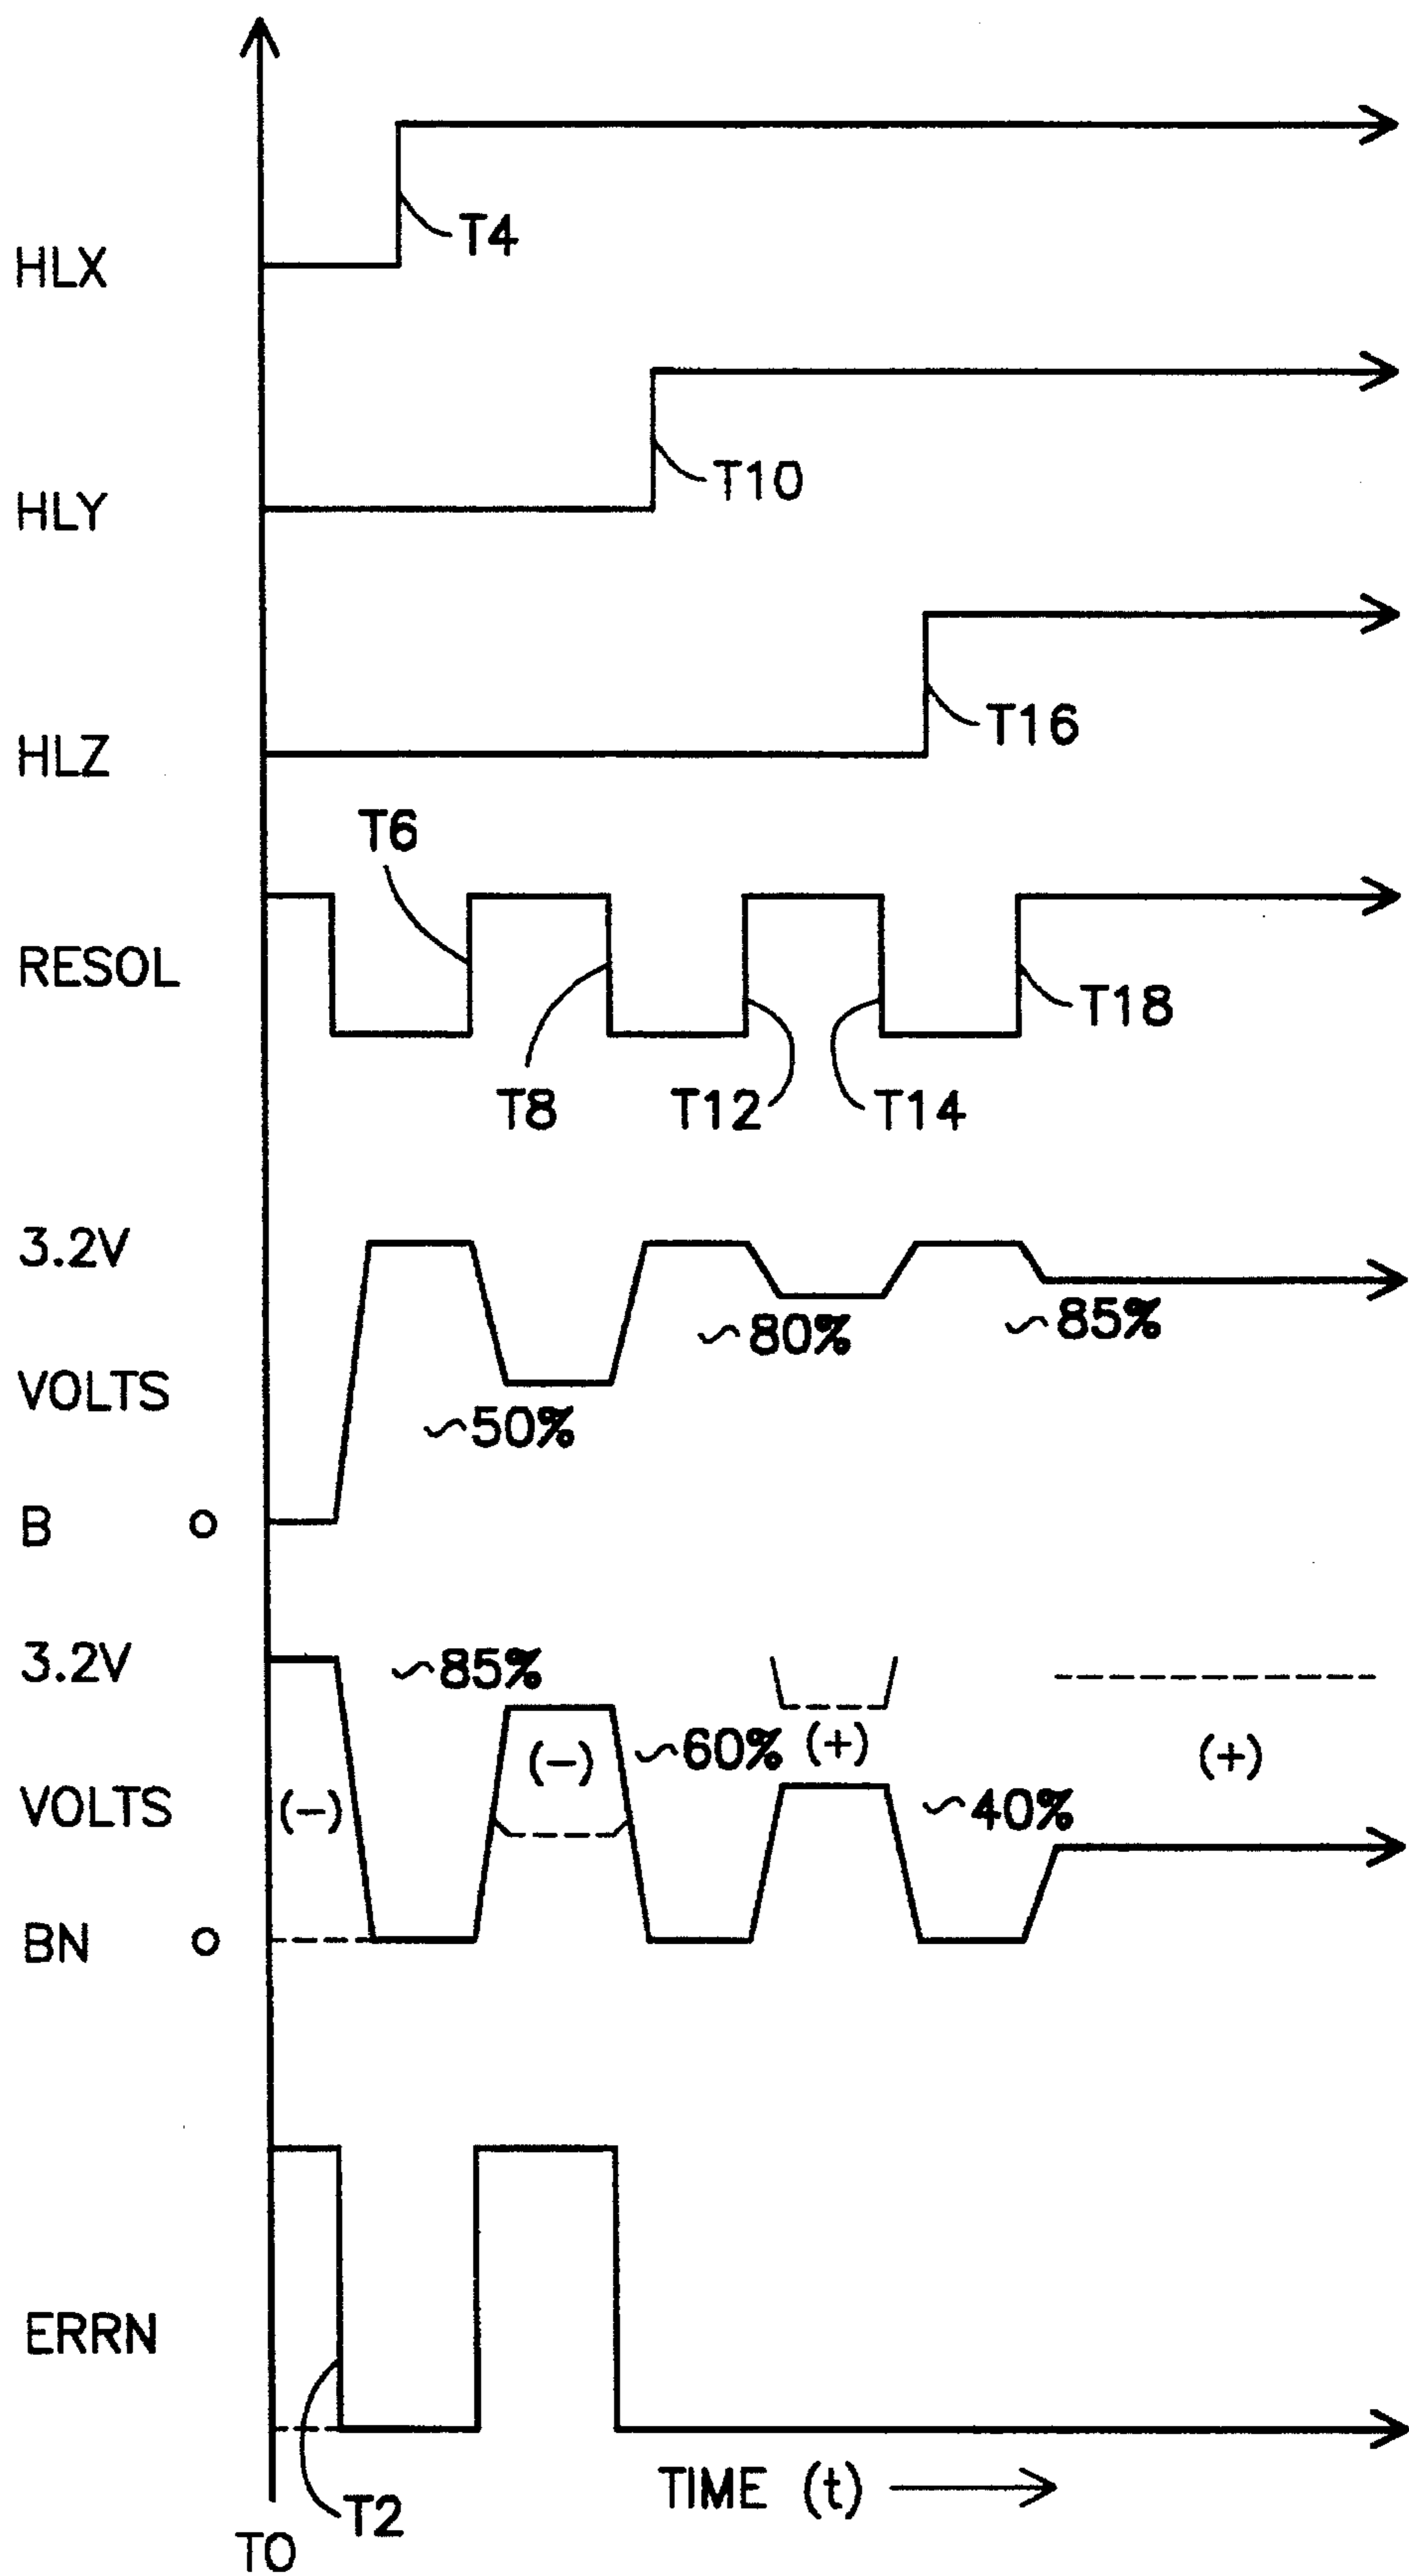 T4
HLX
T10
HLY
T16
HLZ
T6
RESOL
T18
T8
T12
T14
3.2V
~80%
~85%
VOLTS
~50%
B O
3.2V
~85%
~60%
(+)
(+)
(-)
VOLTS
(-)
~40%
BN O
ERRN
TIME (t)
T2
T0